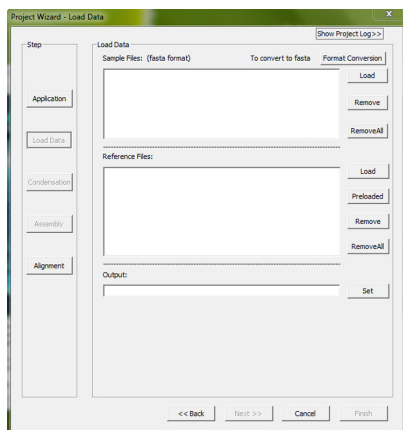 Project Wizard - Load Data
X
Show Project Log>>
Step
Load Data
Sample Files: (fasta format)
To convert to fasta
Format Conversion
Load
Application
Remove
Load Data
RemoveAll
Reference Files:
Load
Condensation
Preloaded
Assembly
Remove
RemoveAll
Alignment
Output:
Set
<< Back
Next >>
Cancel
Finish